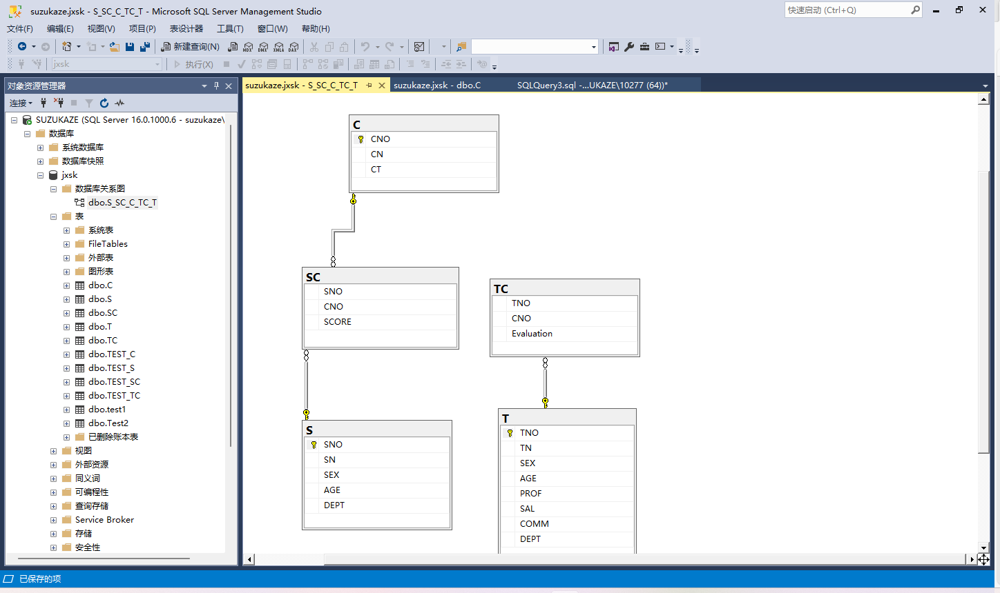 suzukaze.jxsk - S_SC_C_TC_T - Microsoft SQL Server Management Studio
快速启动 (Ctrl+Q)
文件(F) 编辑(E) 视图(V) 项目(P) 表设计器 工具(T) 窗口(W) 帮助(H)
新建查询(N) MDX DMX XMLA DAX
jxsk 执行(X)
对象资源管理器
suzukaze.jxsk - S_SC_C_TC_T suzukaze.jxsk - dbo.C SQLQuery3.sql -...UKAZE\10277 (64))*
连接
SUZUKAZE (SQL Server 16.0.1000.6 - suzukaze\
数据库
系统数据库
数据库快照
jxsk
数据库关系图
dbo.S_SC_C_TC_T
表
系统表
FileTables
外部表
图形表
dbo.C
dbo.S
dbo.SC
dbo.T
dbo.TC
dbo.TEST_C
dbo.TEST_S
dbo.TEST_SC
dbo.TEST_TC
dbo.test1
dbo.Test2
已删除账本表
视图
外部资源
同义词
可编程性
查询存储
Service Broker
存储
安全性
C
CNO
CN
CT
SC
SNO
CNO
SCORE
TC
TNO
CNO
Evaluation
S
SNO
SN
SEX
AGE
DEPT
T
TNO
TN
SEX
AGE
PROF
SAL
COMM
DEPT
已保存的项